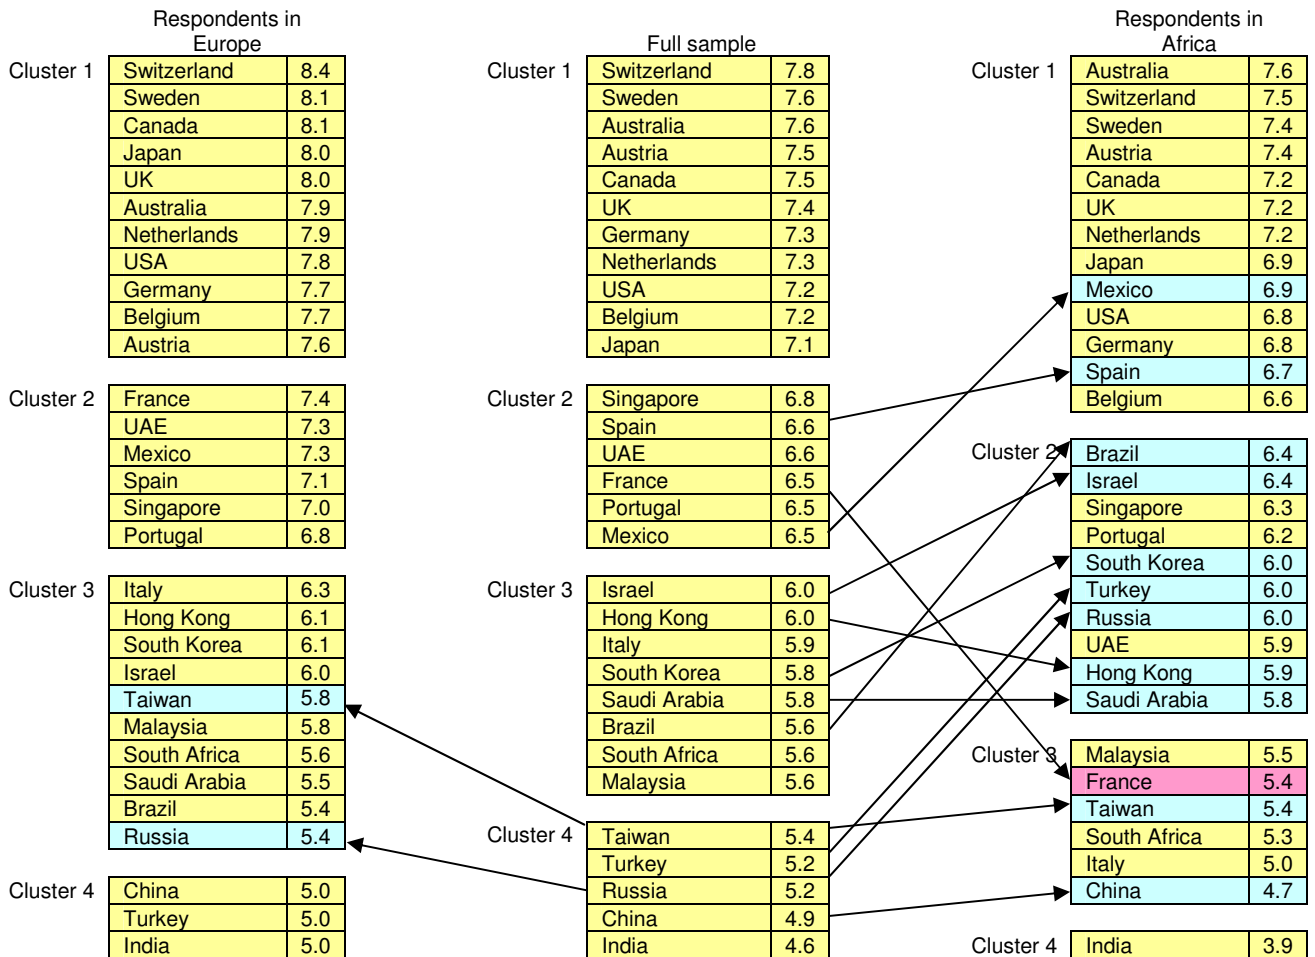 Respondents in
Europe
Cluster 1 Switzerland 8.4
Sweden 8.1
Canada 8.1
Japan 8.0
UK 8.0
Australia 7.9
Netherlands 7.9
USA 7.8
Germany 7.7
Belgium 7.7
Austria 7.6
Cluster 2 France 7.4
UAE 7.3
Mexico 7.3
Spain 7.1
Singapore 7.0
Portugal 6.8
Cluster 3 Italy 6.3
Hong Kong 6.1
South Korea 6.1
Israel 6.0
Taiwan 5.8
Malaysia 5.8
South Africa 5.6
Saudi Arabia 5.5
Brazil 5.4
Russia 5.4
Cluster 4 China 5.0
Turkey 5.0
India 5.0
Full sample
Cluster 1 Switzerland 7.8
Sweden 7.6
Australia 7.6
Austria 7.5
Canada 7.5
UK 7.4
Germany 7.3
Netherlands 7.3
USA 7.2
Belgium 7.2
Japan 7.1
Cluster 2 Singapore 6.8
Spain 6.6
UAE 6.6
France 6.5
Portugal 6.5
Mexico 6.5
Cluster 3 Israel 6.0
Hong Kong 6.0
Italy 5.9
South Korea 5.8
Saudi Arabia 5.8
Brazil 5.6
South Africa 5.6
Malaysia 5.6
Cluster 4 Taiwan 5.4
Turkey 5.2
Russia 5.2
China 4.9
India 4.6
Respondents in
Africa
Cluster 1 Australia 7.6
Switzerland 7.5
Sweden 7.4
Austria 7.4
Canada 7.2
UK 7.2
Netherlands 7.2
Japan 6.9
Mexico 6.9
USA 6.8
Germany 6.8
Spain 6.7
Belgium 6.6
Cluster 2 Brazil 6.4
Israel 6.4
Singapore 6.3
Portugal 6.2
South Korea 6.0
Turkey 6.0
Russia 6.0
UAE 5.9
Hong Kong 5.9
Saudi Arabia 5.8
Cluster 3 Malaysia 5.5
France 5.4
Taiwan 5.4
South Africa 5.3
Italy 5.0
China 4.7
Cluster 4 India 3.9